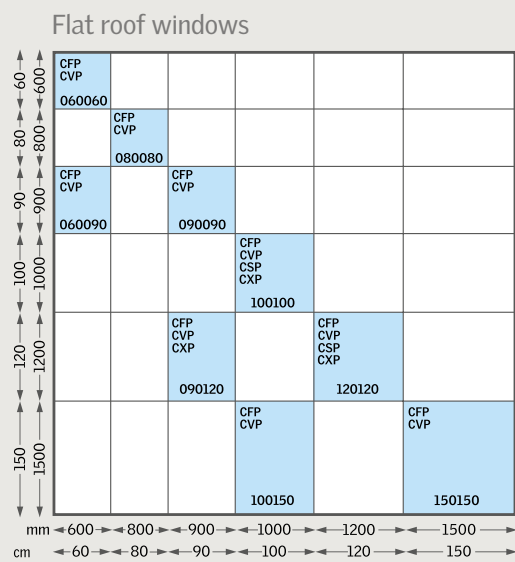 Flat roof windows
60 600
CFP
CVP
060060
80 800
CFP
CVP
080080
90 900
CFP
CVP
060090
CFP
CVP
090090
100 1000
CFP
CVP
CSP
CXP
100100
120 1200
CFP
CVP
CXP
090120
CFP
CVP
CSP
CXP
120120
150 1500
CFP
CVP
100150
CFP
CVP
150150
mm 600 800 900 1000 1200 1500
cm 60 80 90 100 120 150